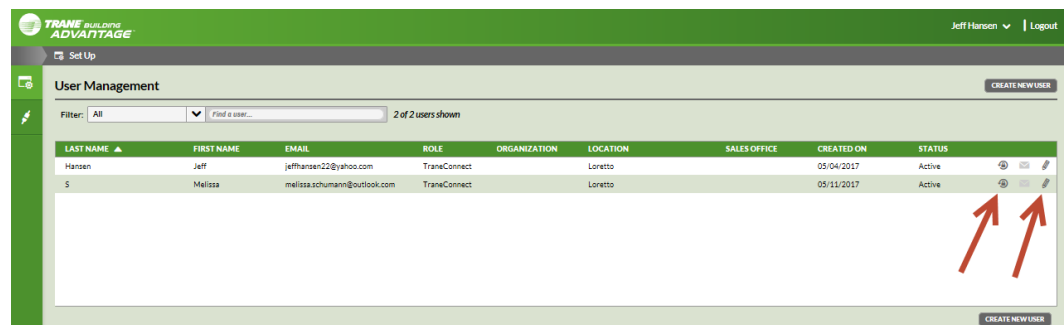 TRANE BUILDING
ADVANTAGE
Jeff Hansen | Logout
Set Up
User Management
CREATE NEW USER
Filter: All Find a user... 2 of 2 users shown
LAST NAME FIRST NAME EMAIL ROLE ORGANIZATION LOCATION SALES OFFICE CREATED ON STATUS
Hansen Jeff jeffhansen22@yahoo.com TraneConnect Loretto 05/04/2017 Active
S Melissa melissa.schumann@outlook.com TraneConnect Loretto 05/11/2017 Active
CREATE NEW USER